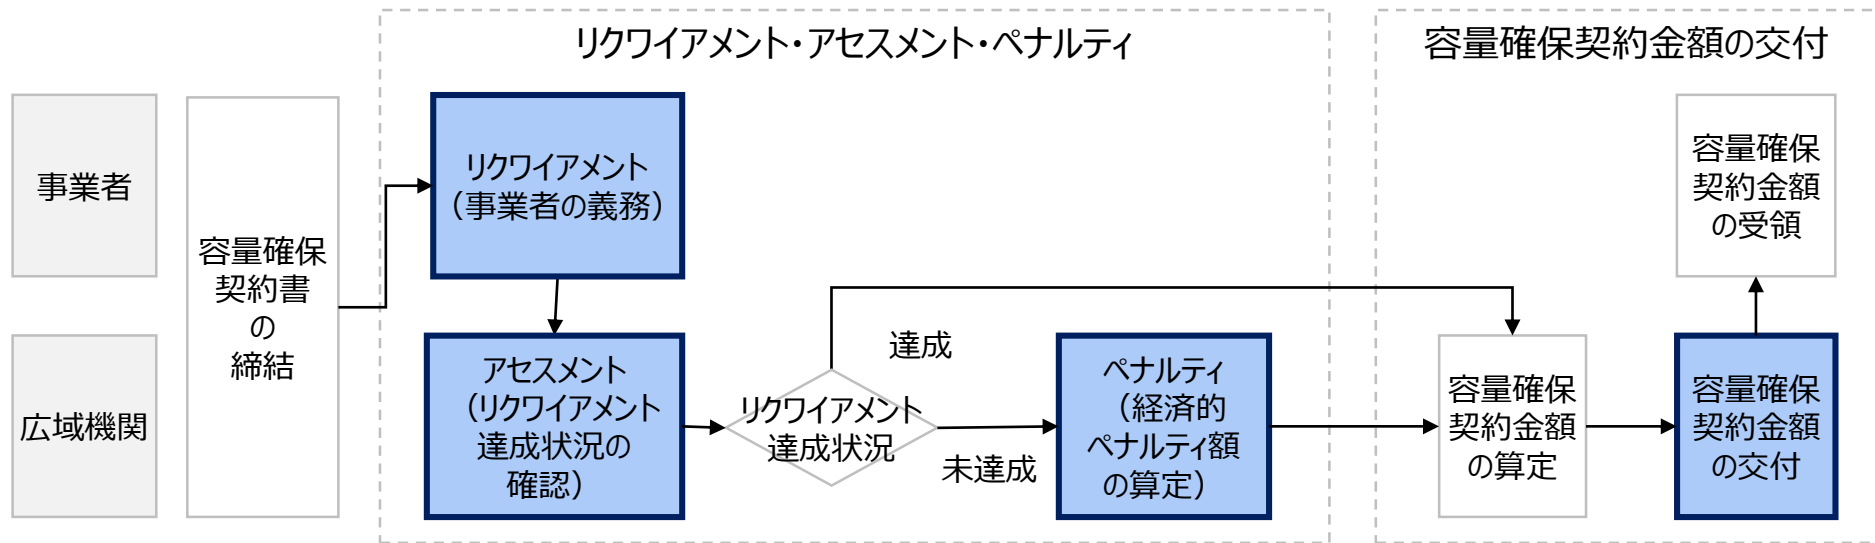 リクワイアメント・アセスメント・ペナルティ
容量確保契約金額の交付
事業者
広域機関
容量確保
契約書
の
締結
リクワイアメント
（事業者の義務）
アセスメント
（リクワイアメント
達成状況の
確認）
リクワイアメント
達成状況
達成
未達成
ペナルティ
（経済的
ペナルティ額
の算定）
容量確保
契約金額
の算定
容量確保
契約金額
の交付
容量確保
契約金額
の受領